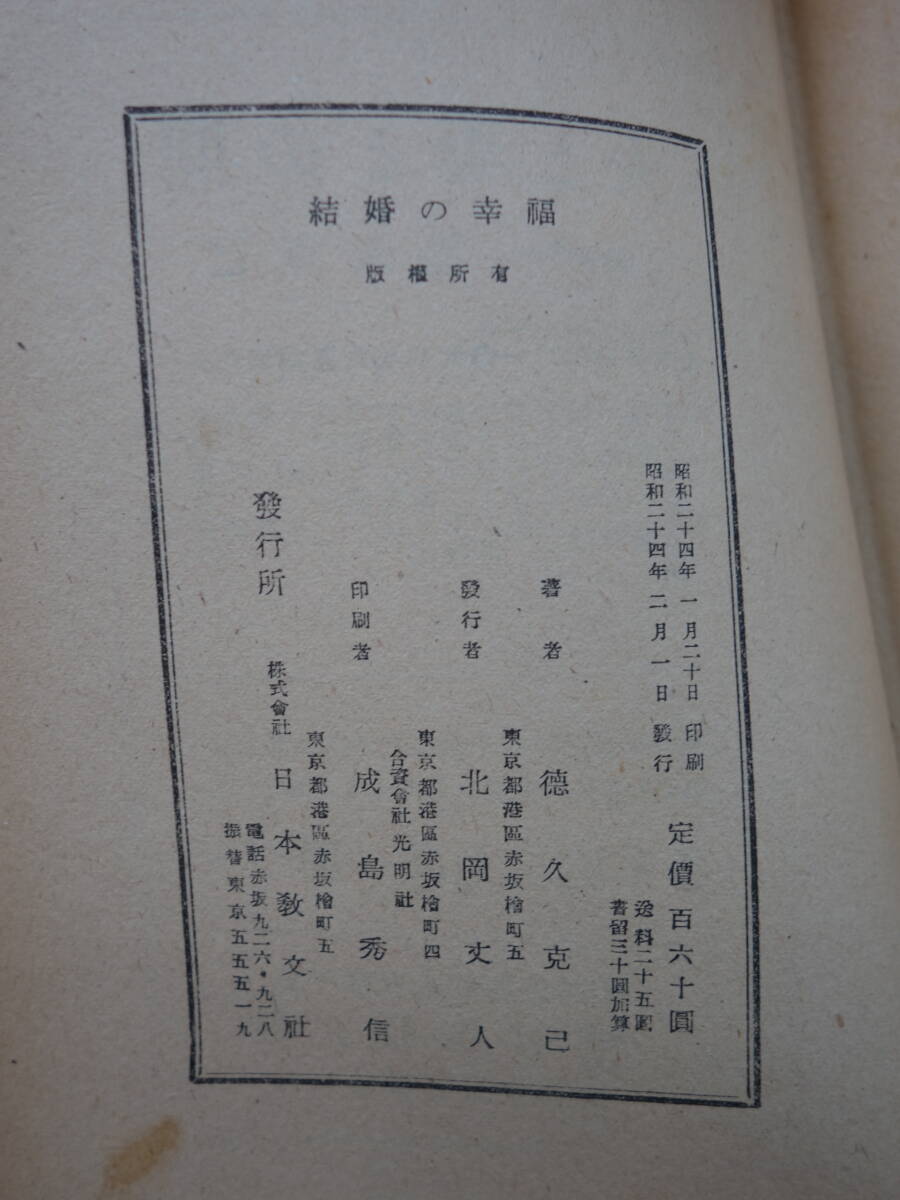 結婚の幸福
版權所有
昭和二十四年一月二十日 印刷
昭和二十四年二月一日 發行
定價百六十圓
送料二十五圓
書留三十圓加算
著者 德久克己
東京都港區赤坂檜町五
發行者 北岡丈人
東京都港區赤坂檜町四
合資會社光明社
印刷者 成島秀信
東京都港區赤坂檜町五
發行所 株式會社 日本敎文社
電話赤坂九二六・九二八
振替東京五五五一九